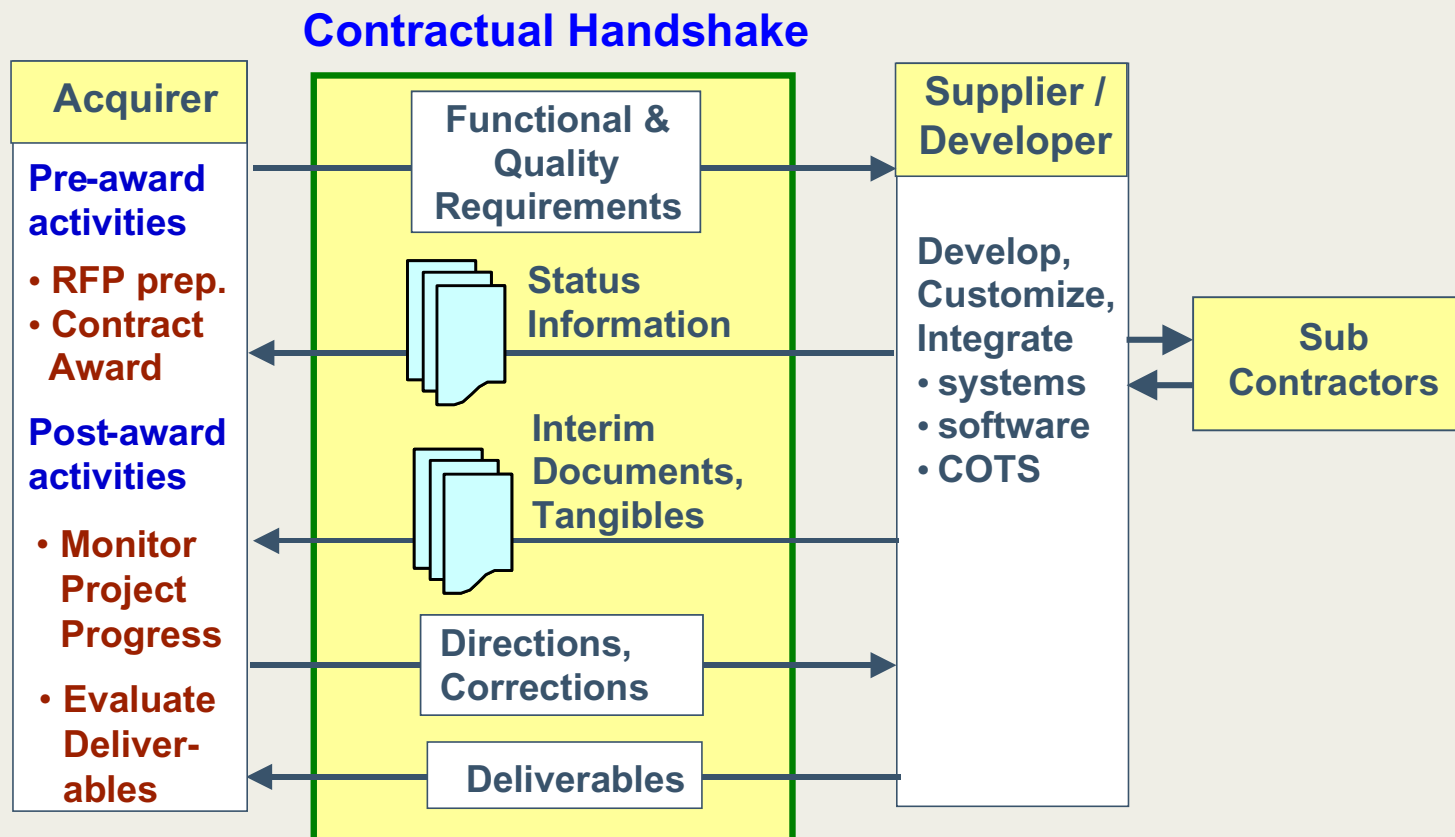 Contractual Handshake
Acquirer
Pre-award
activities
• RFP prep.
• Contract
Award
Post-award
activities
• Monitor
Project
Progress
• Evaluate
Deliver-
ables
Functional &
Quality
Requirements
Status
Information
Interim
Documents,
Tangibles
Directions,
Corrections
Deliverables
Supplier /
Developer
Develop,
Customize,
Integrate
• systems
• software
• COTS
Sub
Contractors